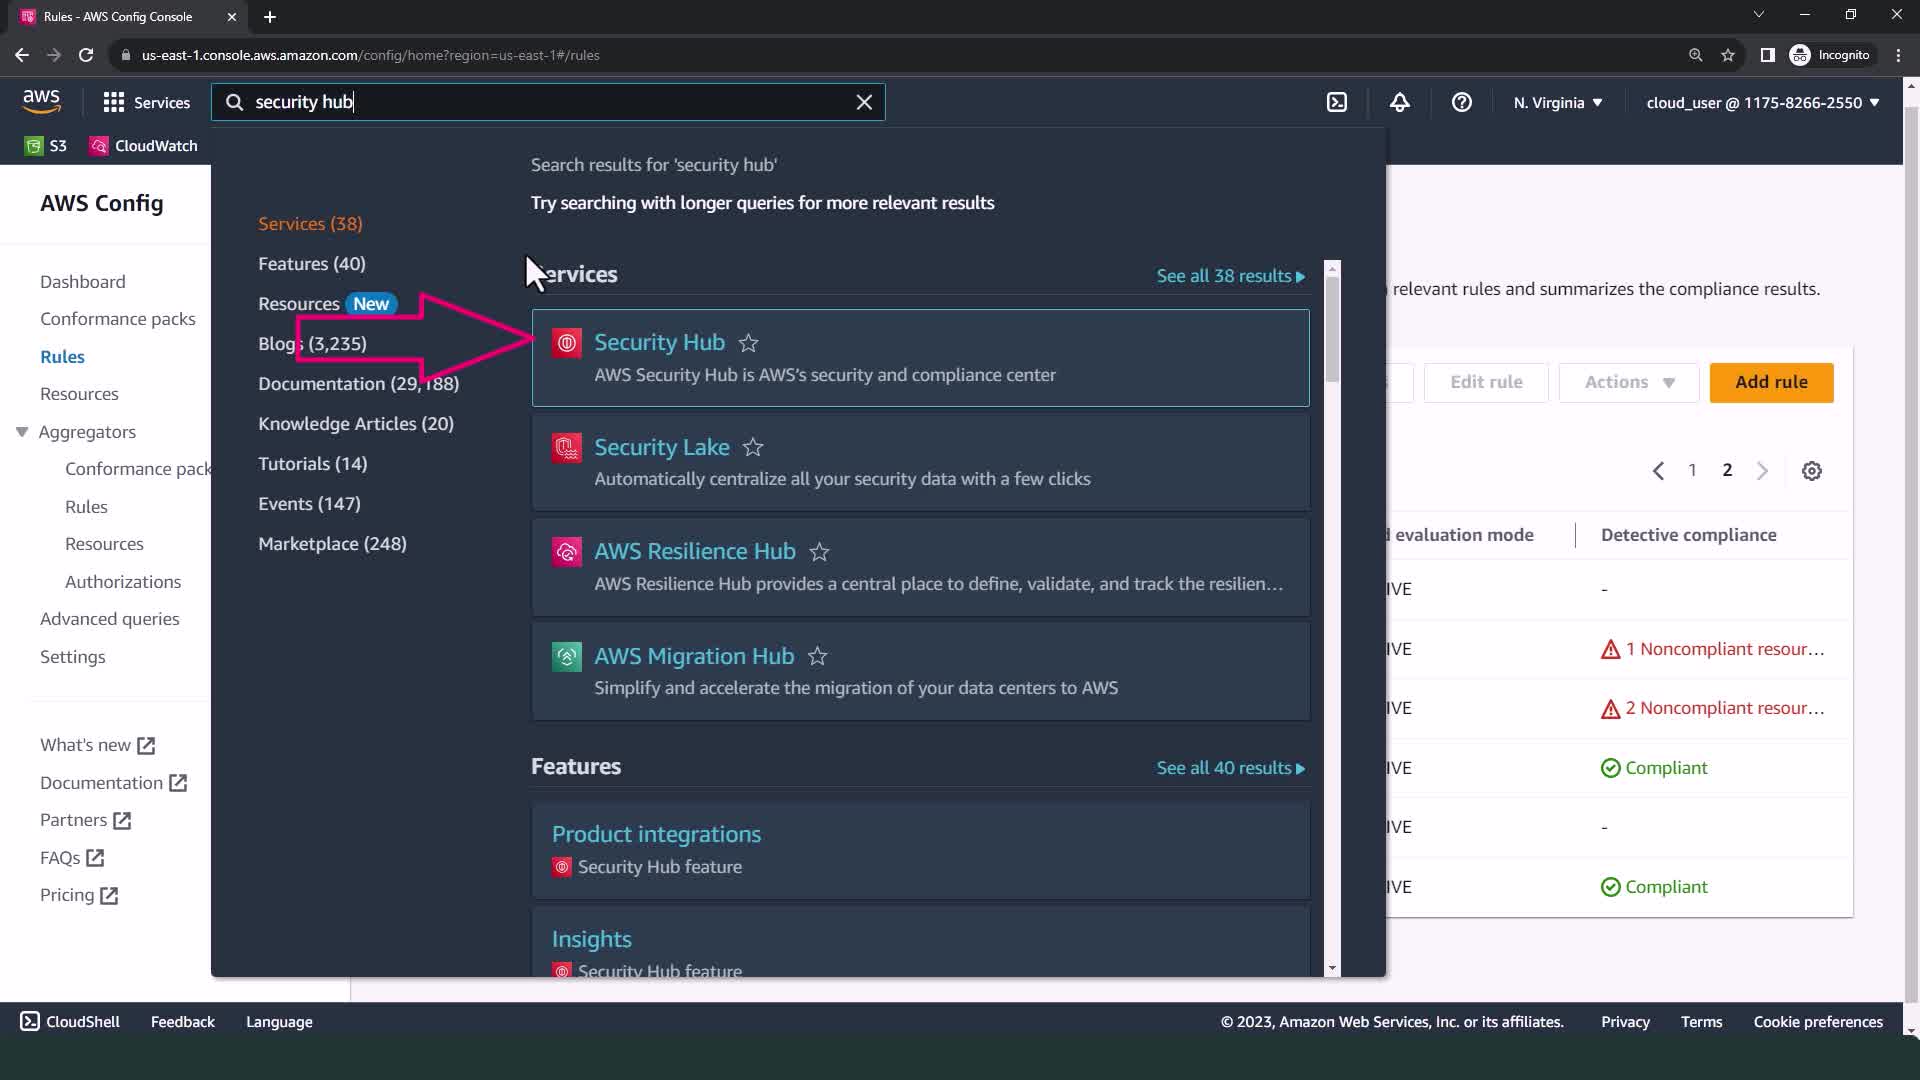 Rules - AWS Config Console
us-east-1.console.aws.amazon.com/config/home?region=us-east-1#/rules
Incognito
aws
Services
security hub
N. Virginia
cloud_user @ 1175-8266-2550
S3
CloudWatch
AWS Config
Dashboard
Conformance packs
Rules
Resources
Aggregators
Conformance pack
Rules
Resources
Authorizations
Advanced queries
Settings
What's new
Documentation
Partners
FAQs
Pricing
Services (38)
Features (40)
Resources New
Blogs (3,235)
Documentation (29,188)
Knowledge Articles (20)
Tutorials (14)
Events (147)
Marketplace (248)
Search results for 'security hub'
Try searching with longer queries for more relevant results
Services
See all 38 results
Security Hub
AWS Security Hub is AWS's security and compliance center
Security Lake
Automatically centralize all your security data with a few clicks
AWS Resilience Hub
AWS Resilience Hub provides a central place to define, validate, and track the resilien...
AWS Migration Hub
Simplify and accelerate the migration of your data centers to AWS
Features
See all 40 results
Product integrations
Security Hub feature
Insights
Security Hub feature
relevant rules and summarizes the compliance results.
Edit rule
Actions
Add rule
1
2
evaluation mode
Detective compliance
IVE
-
IVE
1 Noncompliant resour...
IVE
2 Noncompliant resour...
IVE
Compliant
IVE
-
IVE
Compliant
CloudShell
Feedback
Language
© 2023, Amazon Web Services, Inc. or its affiliates.
Privacy
Terms
Cookie preferences